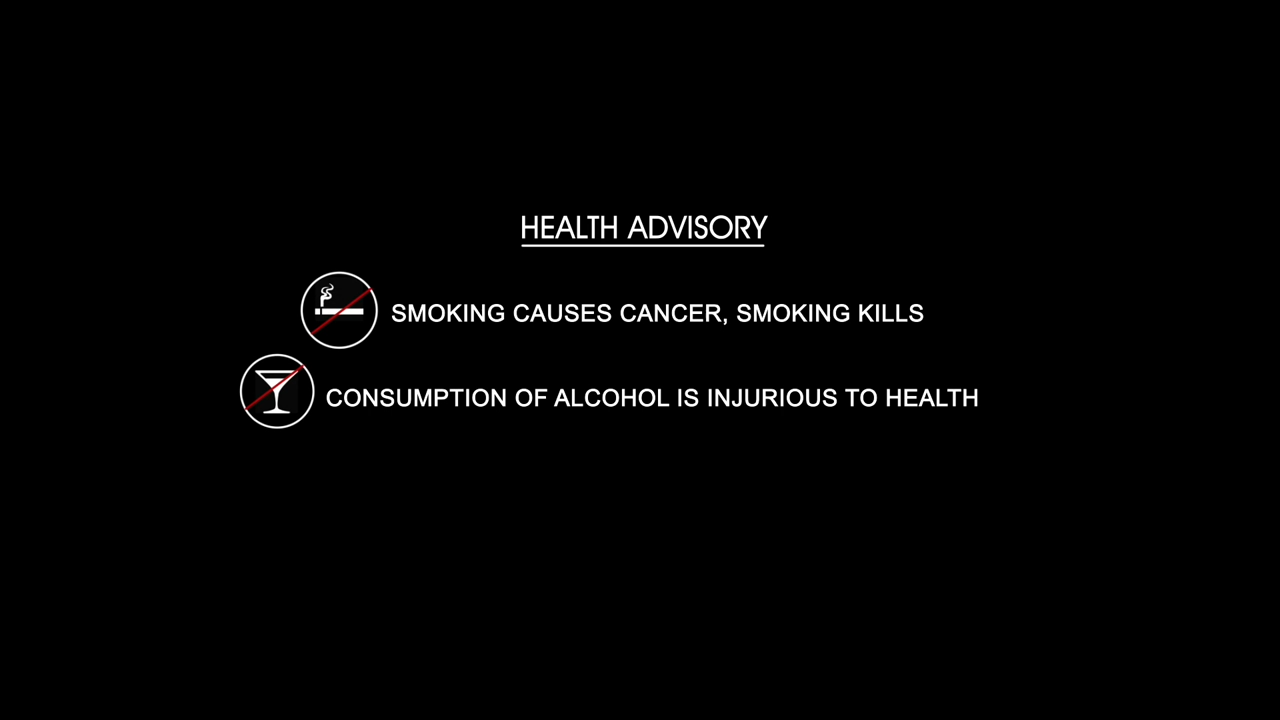 HEALTH ADVISORY
SMOKING CAUSES CANCER, SMOKING KILLS
CONSUMPTION OF ALCOHOL IS INJURIOUS TO HEALTH